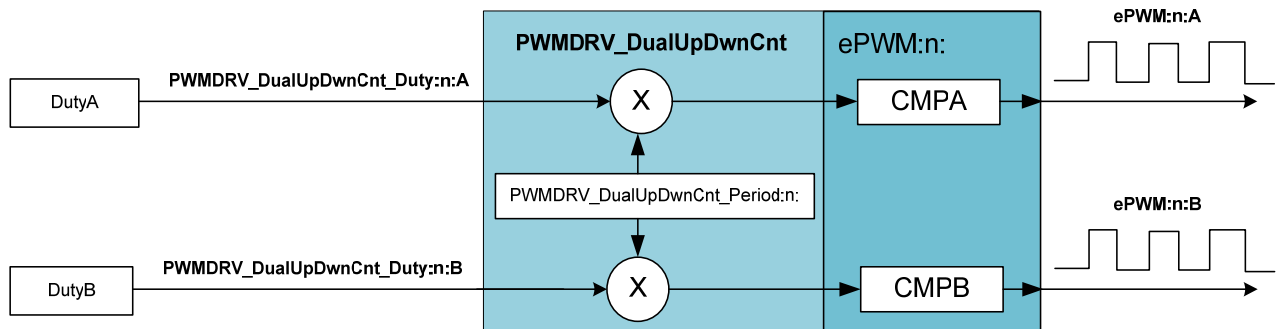 ePWM:n:A
PWMDRV_DualUpDwnCnt
ePWM:n:
PWMDRV_DualUpDwnCnt_Duty:n:A
DutyA
X
CMPA
PWMDRV_DualUpDwnCnt_Period:n:
ePWM:n:B
PWMDRV_DualUpDwnCnt_Duty:n:B
DutyB
X
CMPB